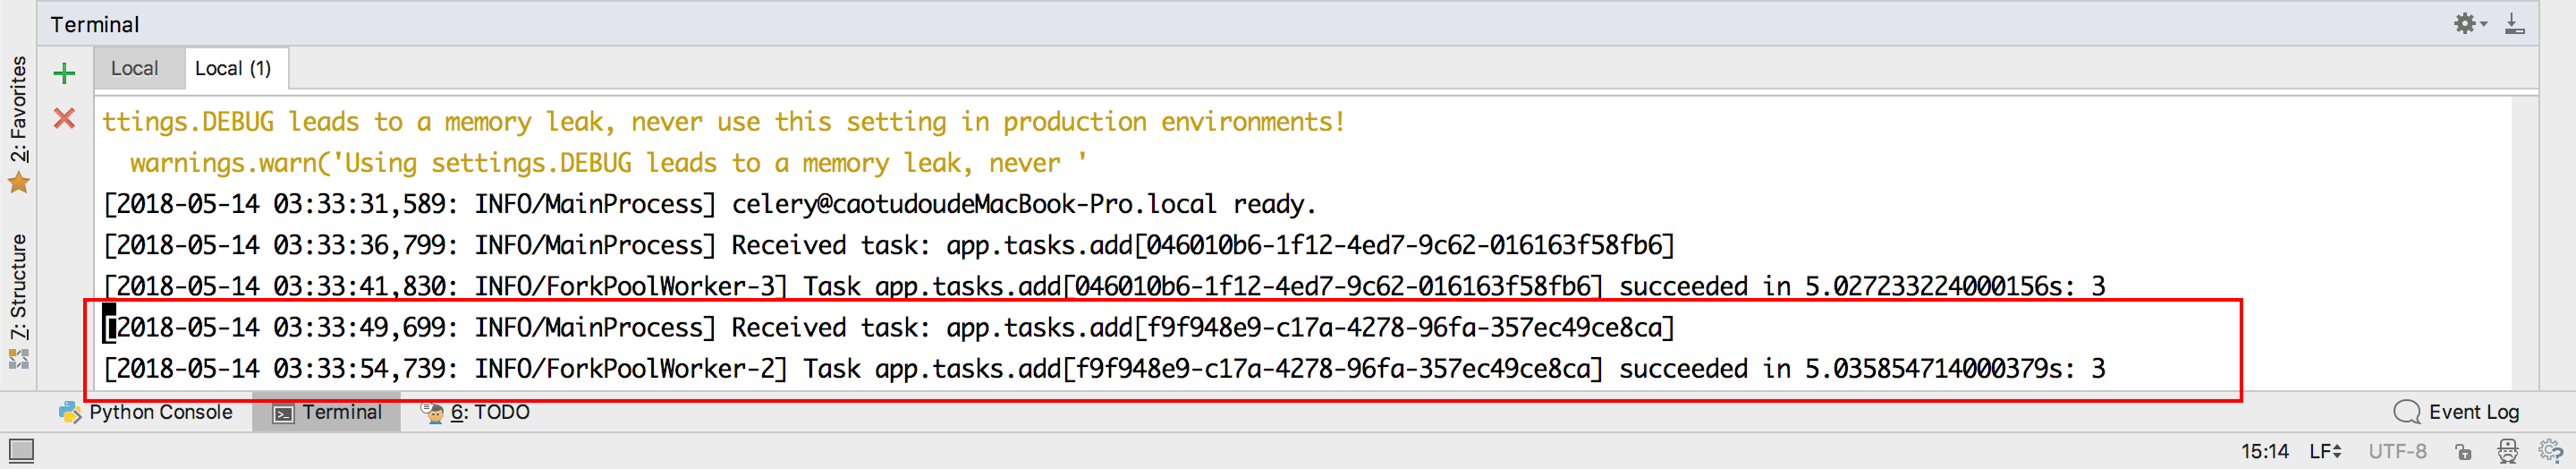 Terminal
Local
Local (1)
2: Favorites
7: Structure
ttings.DEBUG leads to a memory leak, never use this setting in production environments!
warnings.warn('Using settings.DEBUG leads to a memory leak, never '
[2018-05-14 03:33:31,589: INFO/MainProcess] celery@caotudoudeMacBook-Pro.local ready.
[2018-05-14 03:33:36,799: INFO/MainProcess] Received task: app.tasks.add[046010b6-1f12-4ed7-9c62-016163f58fb6]
[2018-05-14 03:33:41,830: INFO/ForkPoolWorker-3] Task app.tasks.add[046010b6-1f12-4ed7-9c62-016163f58fb6] succeeded in 5.027233224000156s: 3
[2018-05-14 03:33:49,699: INFO/MainProcess] Received task: app.tasks.add[f9f948e9-c17a-4278-96fa-357ec49ce8ca]
[2018-05-14 03:33:54,739: INFO/ForkPoolWorker-2] Task app.tasks.add[f9f948e9-c17a-4278-96fa-357ec49ce8ca] succeeded in 5.035854714000379s: 3
Python Console
Terminal
6: TODO
Event Log
15:14 LF UTF-8